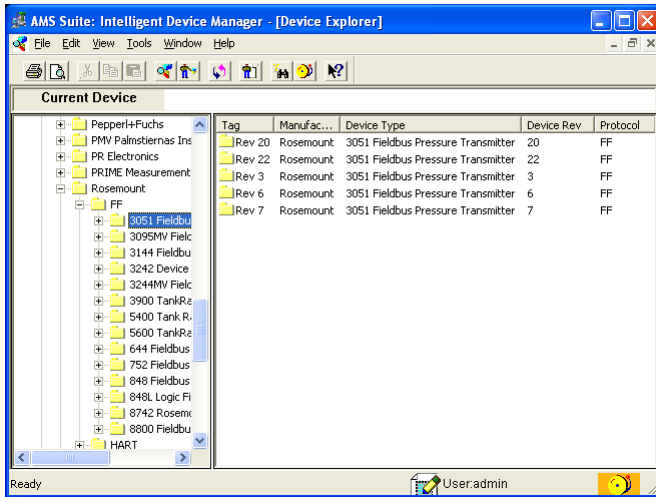 AMS Suite: Intelligent Device Manager - [Device Explorer]
File Edit View Tools Window Help
Current Device
Pepperl+Fuchs
PMV Palmstiernas Ins
PR Electronics
PRIME Measurement
Rosemount
FF
3051 Fieldbu
3095MV Fielc
3144 Fieldbu
3242 Device
3244MV Fielc
3900 TankRa
5400 Tank Ra
5600 TankRa
644 Fieldbus
752 Fieldbus
848 Fieldbus
848L Logic Fi
8742 Rosemo
8800 Fieldbu
HART
Tag Manufac... Device Type Device Rev Protocol
Rev 20 Rosemount 3051 Fieldbus Pressure Transmitter 20 FF
Rev 22 Rosemount 3051 Fieldbus Pressure Transmitter 22 FF
Rev 3 Rosemount 3051 Fieldbus Pressure Transmitter 3 FF
Rev 6 Rosemount 3051 Fieldbus Pressure Transmitter 6 FF
Rev 7 Rosemount 3051 Fieldbus Pressure Transmitter 7 FF
Ready User:admin